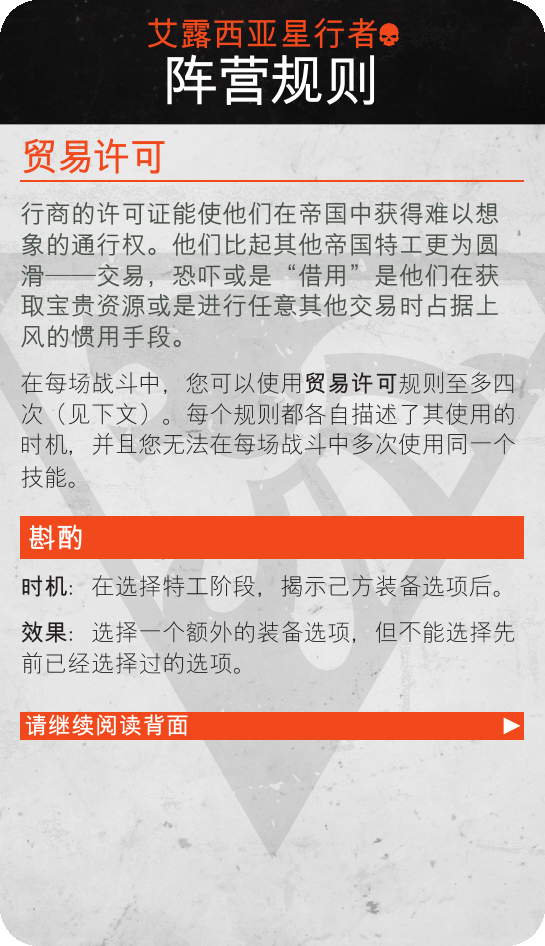 艾露西亚星行者
阵营规则
贸易许可
行商的许可证能使他们在帝国中获得难以想
象的通行权。他们比起其他帝国特工更为圆
滑——交易，恐吓或是“借用”是他们在获
取宝贵资源或是进行任意其他交易时占据上
风的惯用手段。
在每场战斗中，您可以使用贸易许可规则至多四
次（见下文）。每个规则都各自描述了其使用的
时机，并且您无法在每场战斗中多次使用同一个
技能。
斟酌
时机：在选择特工阶段，揭示己方装备选项后。
效果：选择一个额外的装备选项，但不能选择先
前已经选择过的选项。
请继续阅读背面